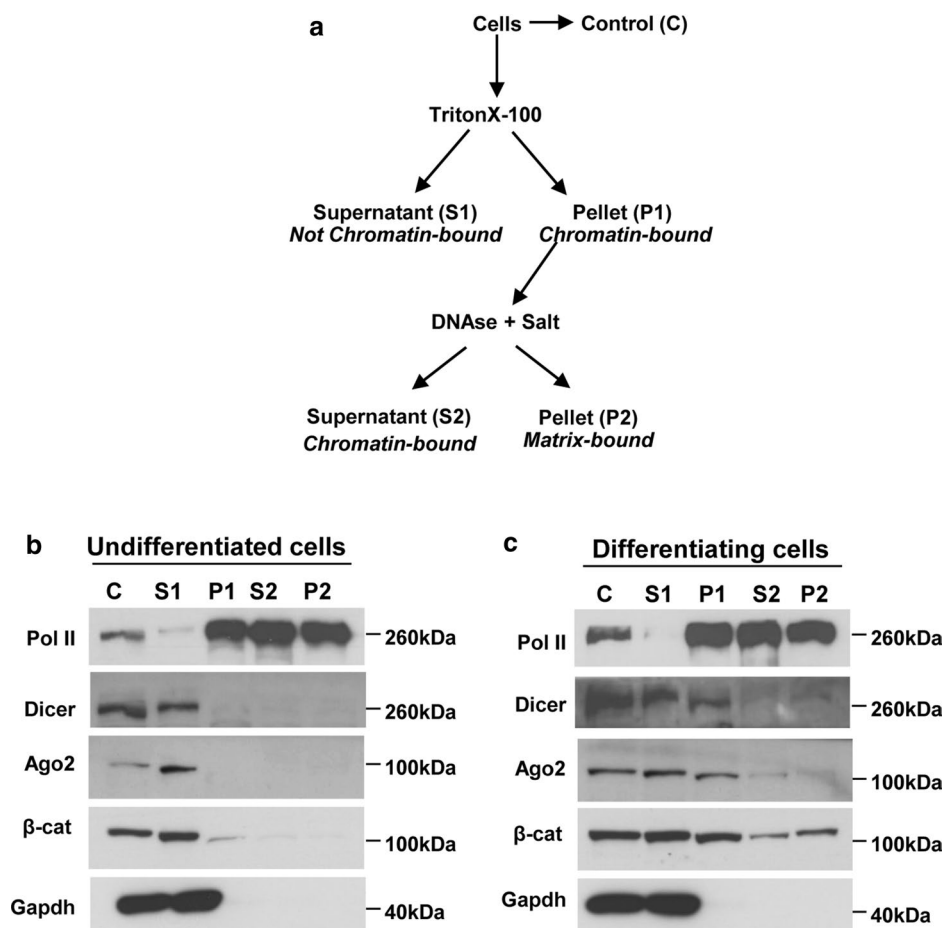 a
Cells Control (C)
TritonX-100
Supernatant (S1) Pellet (P1)
Not Chromatin-bound Chromatin-bound
DNAse + Salt
Supernatant (S2) Pellet (P2)
Chromatin-bound Matrix-bound
b Undifferentiated cells
C S1 P1 S2 P2
Pol II 260kDa
Dicer 260kDa
Ago2 100kDa
β-cat 100kDa
Gapdh 40kDa
c Differentiating cells
C S1 P1 S2 P2
Pol II 260kDa
Dicer 260kDa
Ago2 100kDa
β-cat 100kDa
Gapdh 40kDa